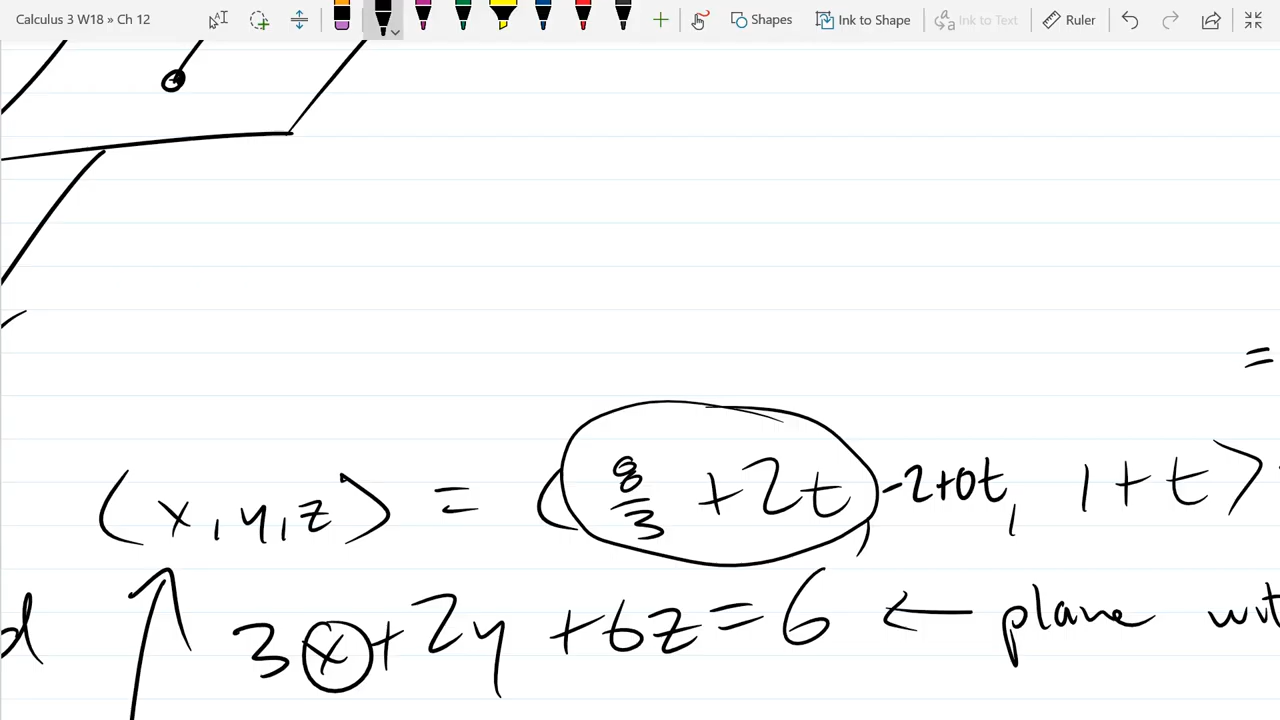 Calculus 3 W18 » Ch 12
Shapes
Ink to Shape
Ink to Text
Ruler
=
⟨x,y,z⟩ = ⟨8/3 + 2t, -2+0t, 1+t⟩
3x+2y+6z=6 ← plane wit
d